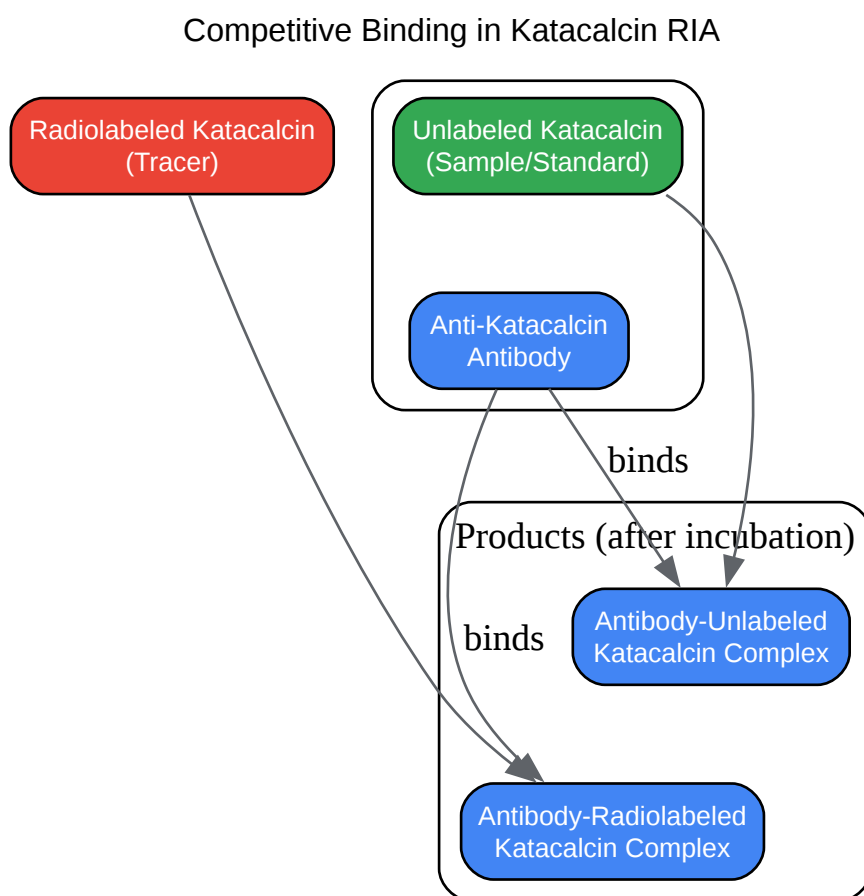 Competitive Binding in Katacalcin RIA
Radiolabeled Katacalcin
(Tracer)
Unlabeled Katacalcin
(Sample/Standard)
Anti-Katacalcin
Antibody
binds
Products (after incubation)
Antibody-Unlabeled
Katacalcin Complex
binds
Antibody-Radiolabeled
Katacalcin Complex